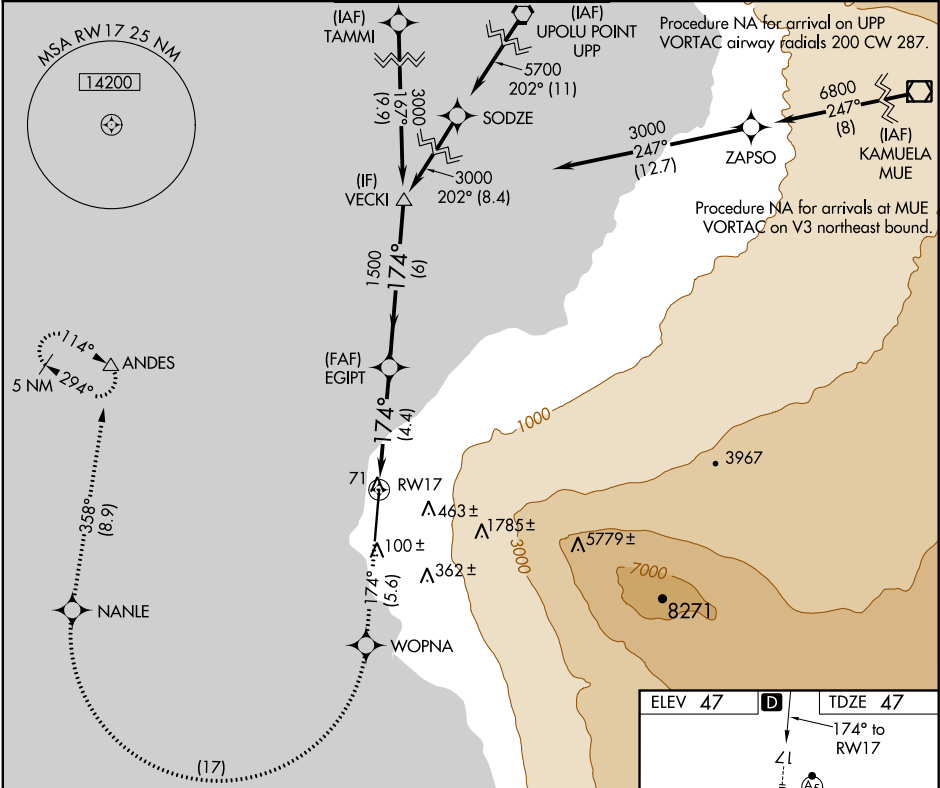 MSA RW17 25 NM
14200
(IAF)
TAMMI
(IAF)
UPOLU POINT
UPP
Procedure NA for arrival on UPP
VORTAC airway radials 200 CW 287.
5700
202° (11)
3000
167°
(9.9)
SODZE
6800
247°
(8)
(IAF)
KAMUELA
MUE
3000
247°
(12.7)
ZAPSO
3000
202° (8.4)
(IF)
VECKI
Procedure NA for arrivals at MUE
VORTAC on V3 northeast bound.
1500
174°
(6)
114°
294°
5 NM
ANDES
(FAF)
EGIPT
174°
(4.4)
1000
3967
71
RW17
463±
1785±
358°
(8.9)
100±
3000
5779±
362±
7000
174°
(5.6)
8271
NANLE
WOPNA
(17)
ELEV 47
D
TDZE 47
174° to
RW17
17
A5